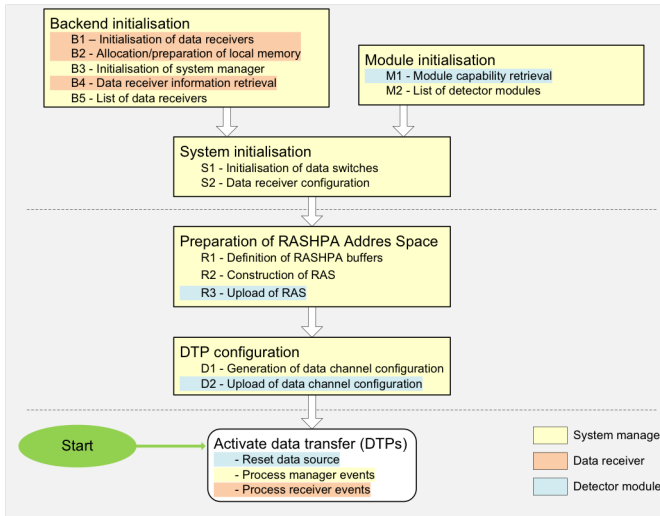 Backend initialisation
B1 – Initialisation of data receivers
B2 - Allocation/preparation of local memory
B3 - Initialisation of system manager
B4 - Data receiver information retrieval
B5 - List of data receivers
Module initialisation
M1 - Module capability retrieval
M2 - List of detector modules
System initialisation
S1 - Initialisation of data switches
S2 - Data receiver configuration
Preparation of RASHPA Addres Space
R1 - Definition of RASHPA buffers
R2 - Construction of RAS
R3 - Upload of RAS
DTP configuration
D1 - Generation of data channel configuration
D2 - Upload of data channel configuration
Start
Activate data transfer (DTPs)
- Reset data source
- Process manager events
- Process receiver events
System manage
Data receiver
Detector module